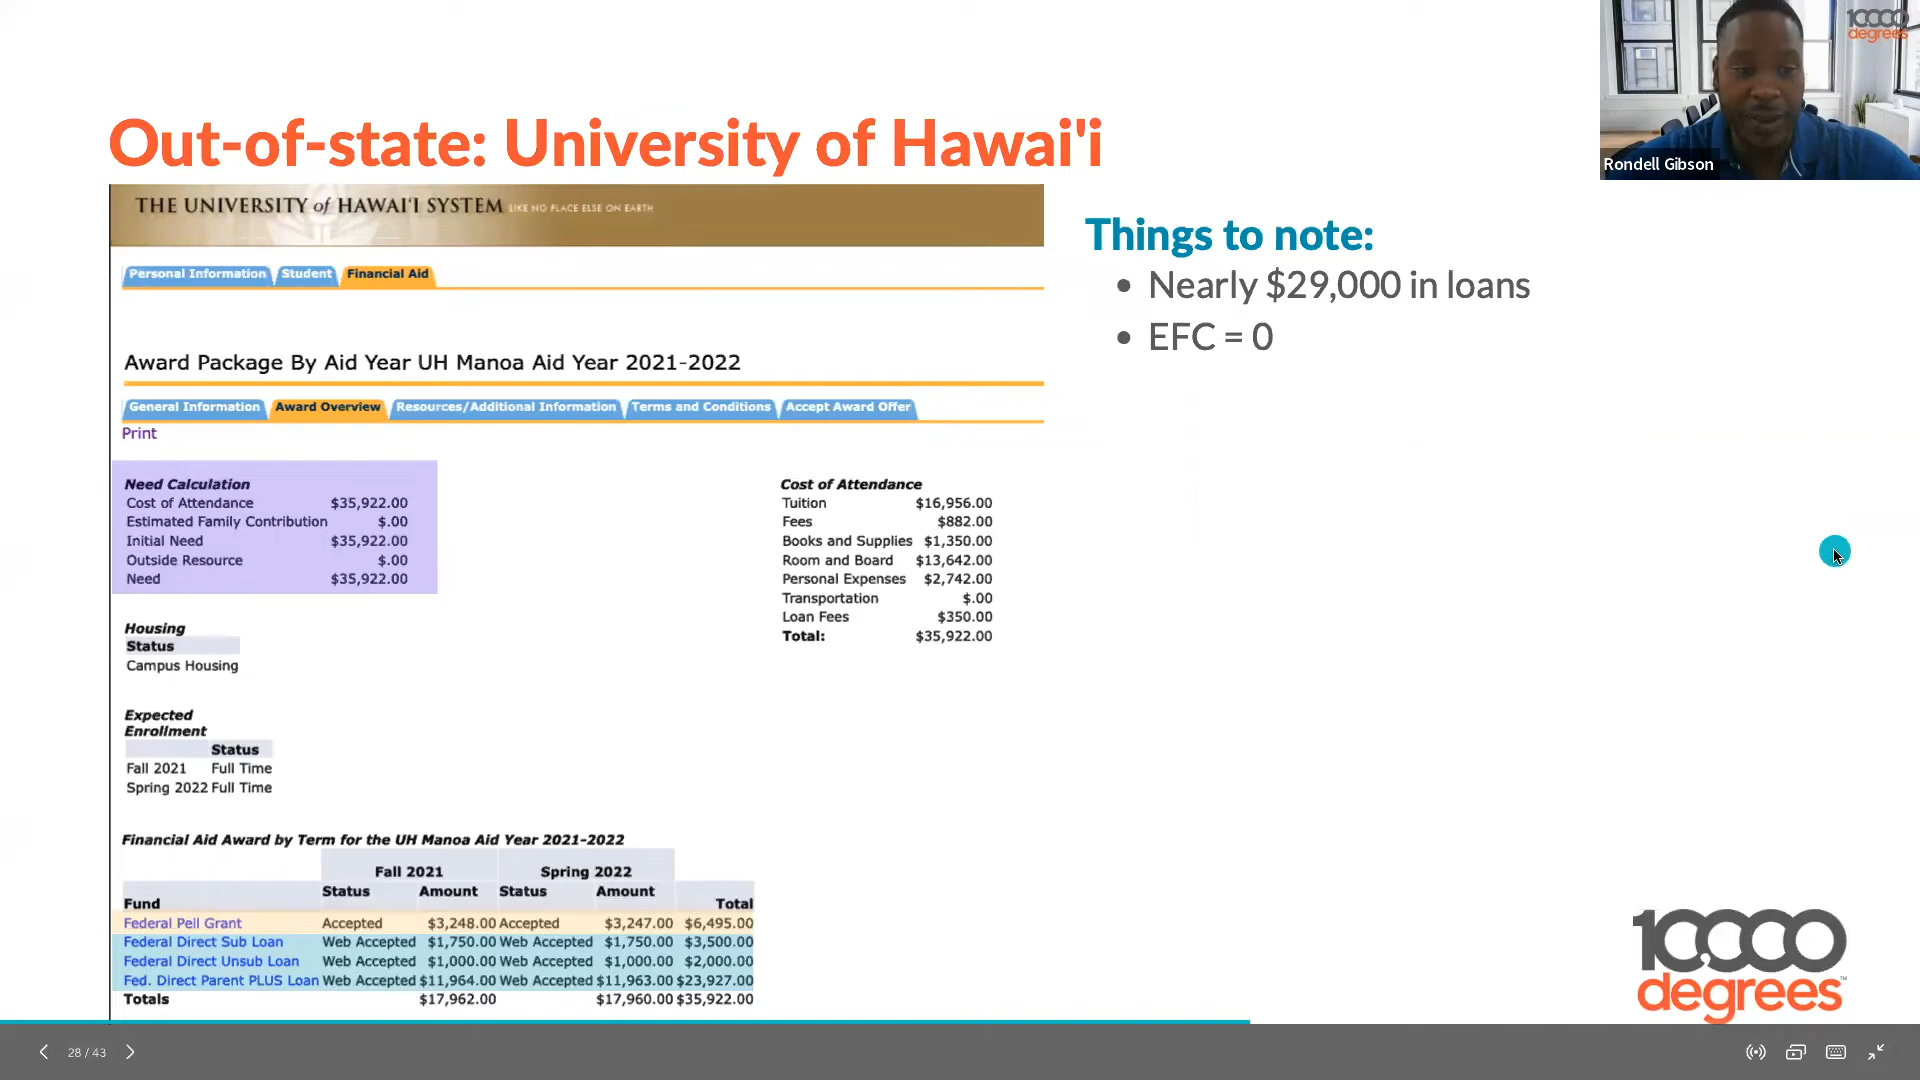 10000
degrees
Rondell Gibson
Out-of-state: University of Hawai'i
THE UNIVERSITY of HAWAI'I SYSTEM LIKE NO PLACE ELSE ON EARTH
Personal Information Student Financial Aid
Award Package By Aid Year UH Manoa Aid Year 2021-2022
General Information Award Overview Resources/Additional Information Terms and Conditions Accept Award Offer
Print
Need Calculation
Cost of Attendance $35,922.00
Estimated Family Contribution $.00
Initial Need $35,922.00
Outside Resource $.00
Need $35,922.00
Cost of Attendance
Tuition $16,956.00
Fees $882.00
Books and Supplies $1,350.00
Room and Board $13,642.00
Personal Expenses $2,742.00
Transportation $.00
Loan Fees $350.00
Total: $35,922.00
Housing
Status
Campus Housing
Expected
Enrollment
Status
Fall 2021 Full Time
Spring 2022 Full Time
Financial Aid Award by Term for the UH Manoa Aid Year 2021-2022
Fall 2021 Spring 2022
Status Amount Status Amount
Fund Total
Federal Pell Grant Accepted $3,248.00 Accepted $3,247.00 $6,495.00
Federal Direct Sub Loan Web Accepted $1,750.00 Web Accepted $1,750.00 $3,500.00
Federal Direct Unsub Loan Web Accepted $1,000.00 Web Accepted $1,000.00 $2,000.00
Fed. Direct Parent PLUS Loan Web Accepted $11,964.00 Web Accepted $11,963.00 $23,927.00
Totals $17,962.00 $17,960.00 $35,922.00
Things to note:
• Nearly $29,000 in loans
• EFC = 0
10,000
degrees™
28 / 43